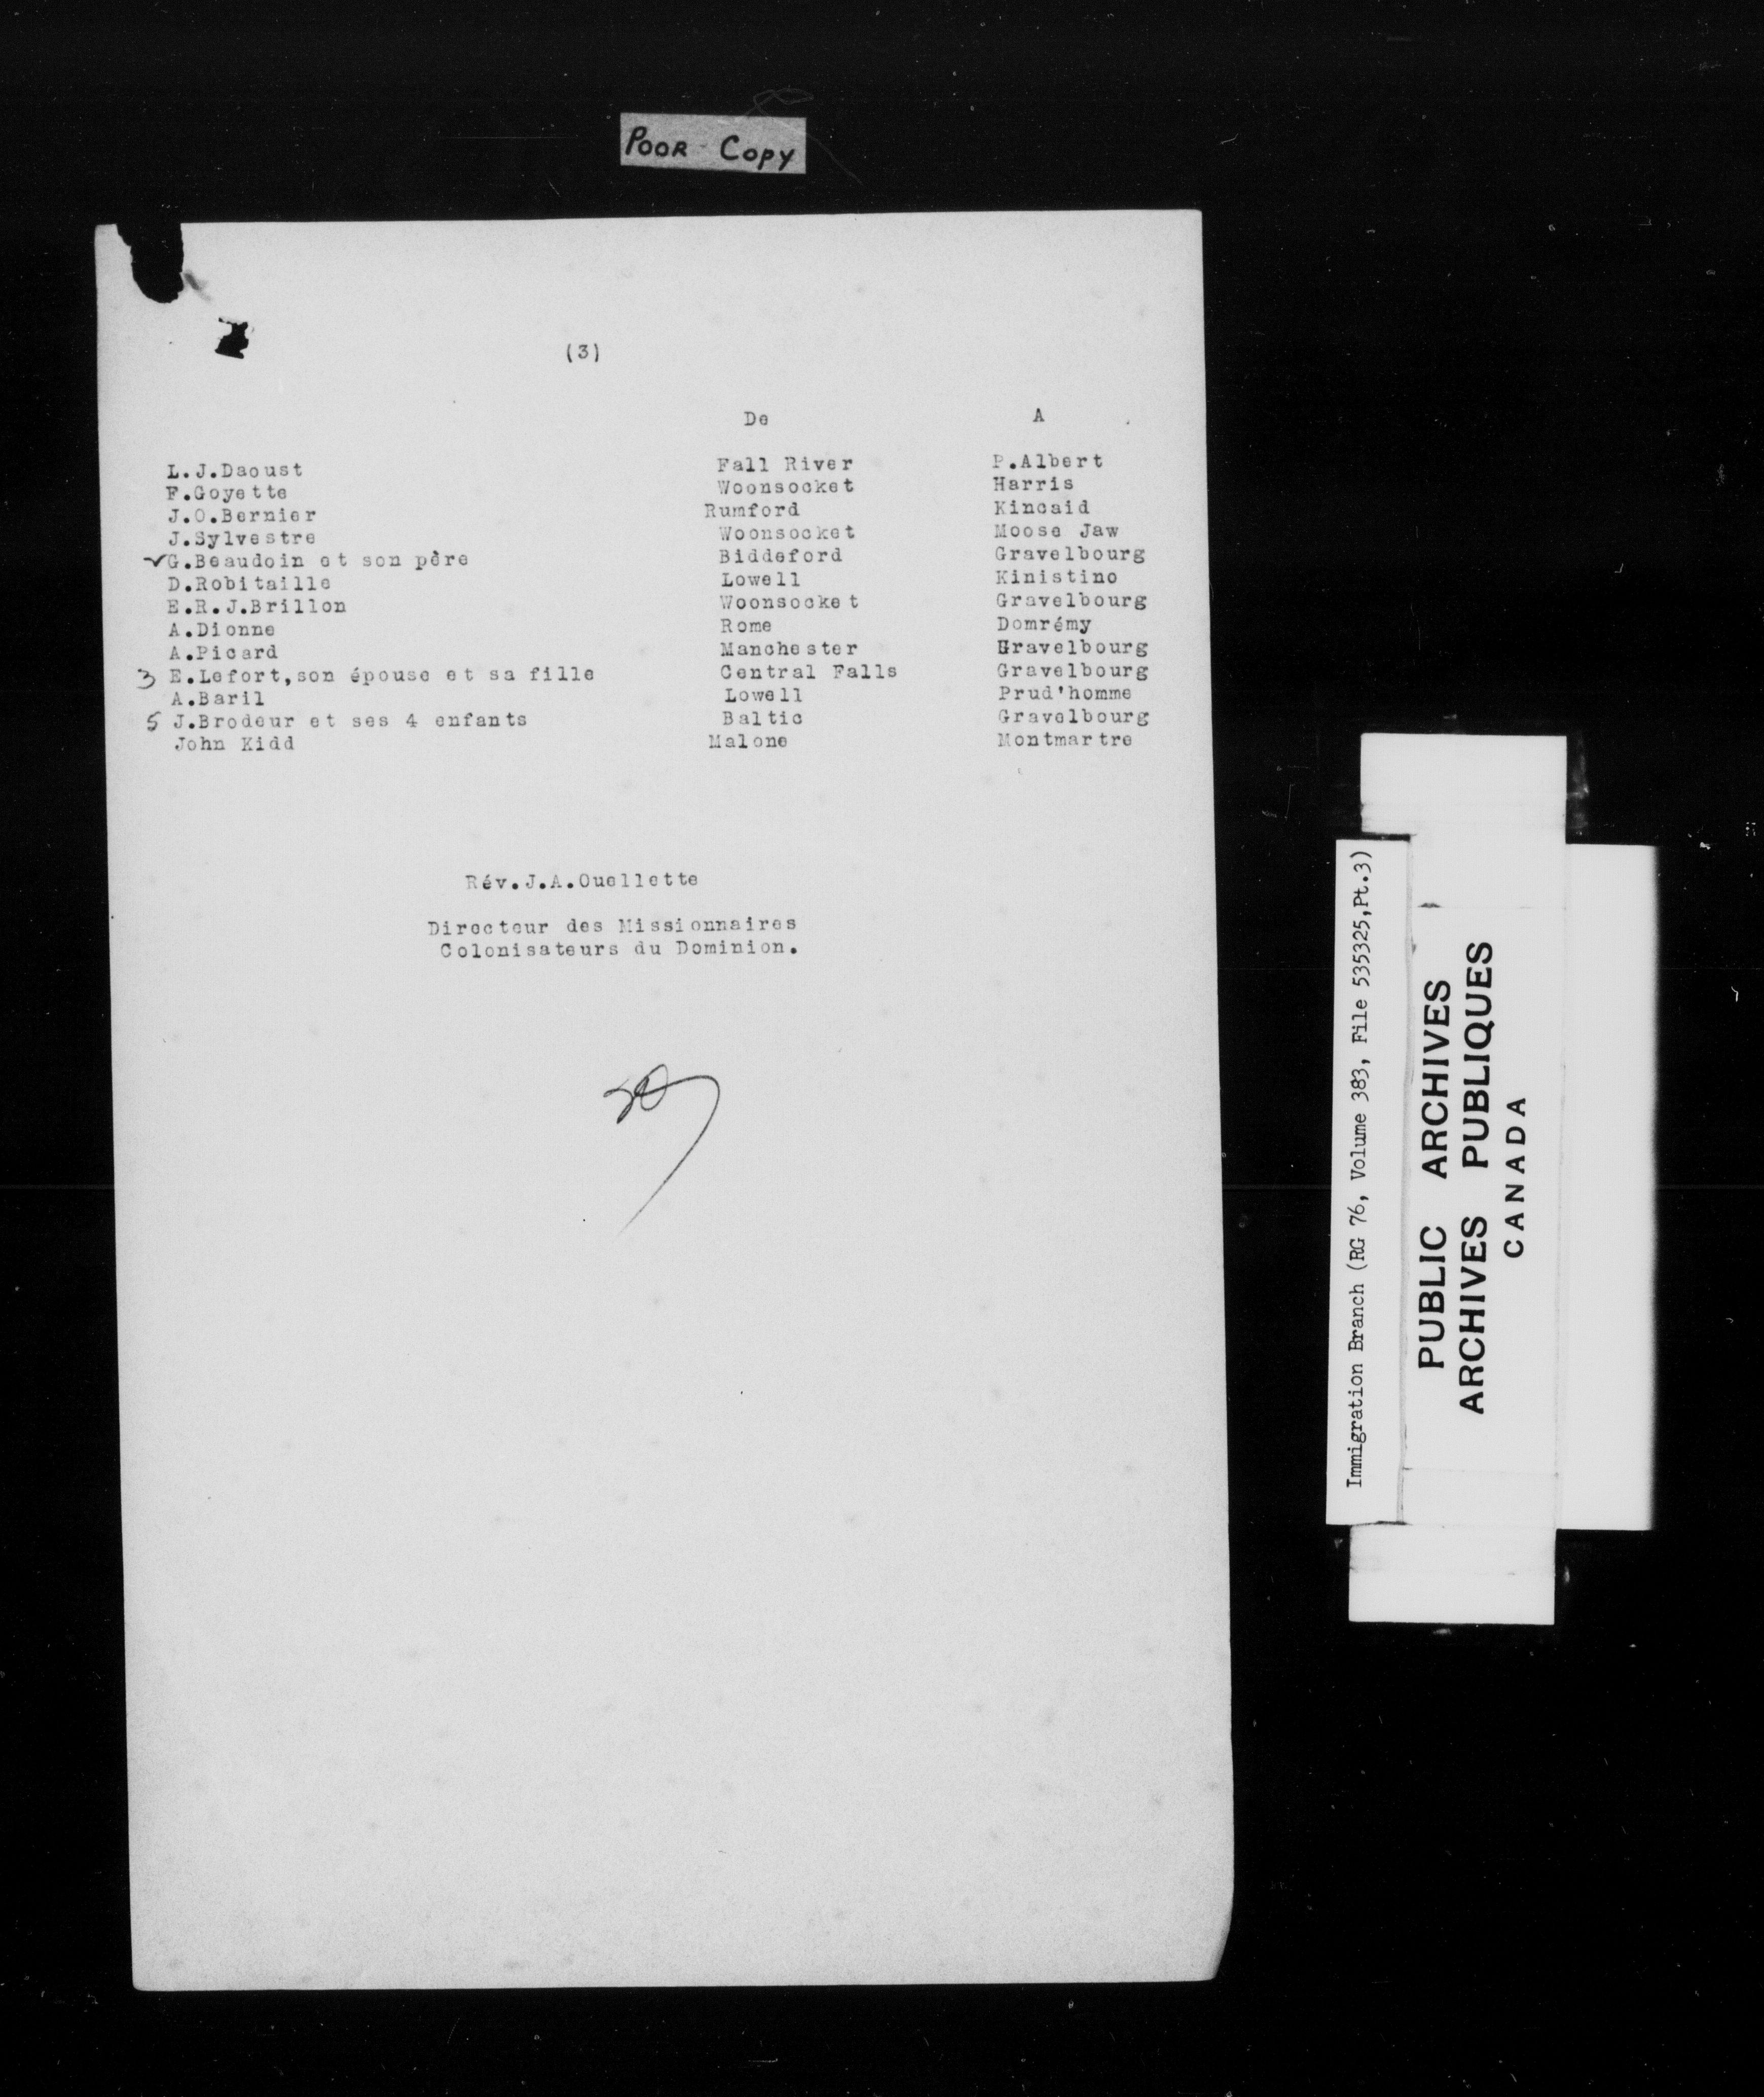 POOR COPY
(3)
De A
L.J.Daoust Fall River P.Albert
F.Goyette Woonsocket Harris
J.O.Bernier Rumford Kincaid
J.Sylvestre Woonsocket Moose Jaw
✓G.Beaudoin et son père Biddeford Gravelbourg
D.Robitaille Lowell Kinistino
E.R.J.Brillon Woonsocket Gravelbourg
A.Dionne Rome Domrémy
A.Picard Manchester Gravelbourg
3 E.Lefort,son épouse et sa fille Central Falls Gravelbourg
A.Baril Lowell Prud'homme
5 J.Brodeur et ses 4 enfants Baltic Gravelbourg
John Kidd Malone Montmartre
Rév.J.A.Ouellette
Directeur des Missionnaires
Colonisateurs du Dominion.
Immigration Branch (RG 76, Volume 383, File 535325,Pt.3)
PUBLIC ARCHIVES
ARCHIVES PUBLIQUES
CANADA